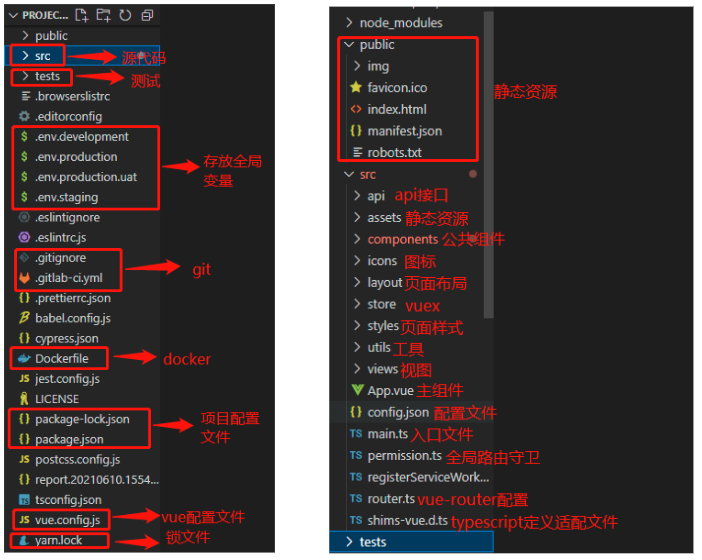 PROJEC...
public
src
源代码
tests
测试
.browserslistrc
.editorconfig
.env.development
.env.production
.env.production.uat
.env.staging
存放全局
变量
.eslintignore
.eslintrc.js
.gitignore
.gitlab-ci.yml
git
.prettierrc.json
babel.config.js
cypress.json
Dockerfile
docker
jest.config.js
LICENSE
package-lock.json
package.json
项目配置
文件
postcss.config.js
report.20210610.1554...
tsconfig.json
vue.config.js
vue配置文件
yarn.lock
锁文件
node_modules
public
img
favicon.ico
index.html
manifest.json
robots.txt
静态资源
src
api api接口
assets 静态资源
components 公共组件
icons 图标
layout 页面布局
store vuex
styles 页面样式
utils 工具
views 视图
App.vue 主组件
config.json 配置文件
main.ts 入口文件
permission.ts 全局路由守卫
registerServiceWork...
router.ts vue-router配置
shims-vue.d.ts typescript定义适配文件
tests